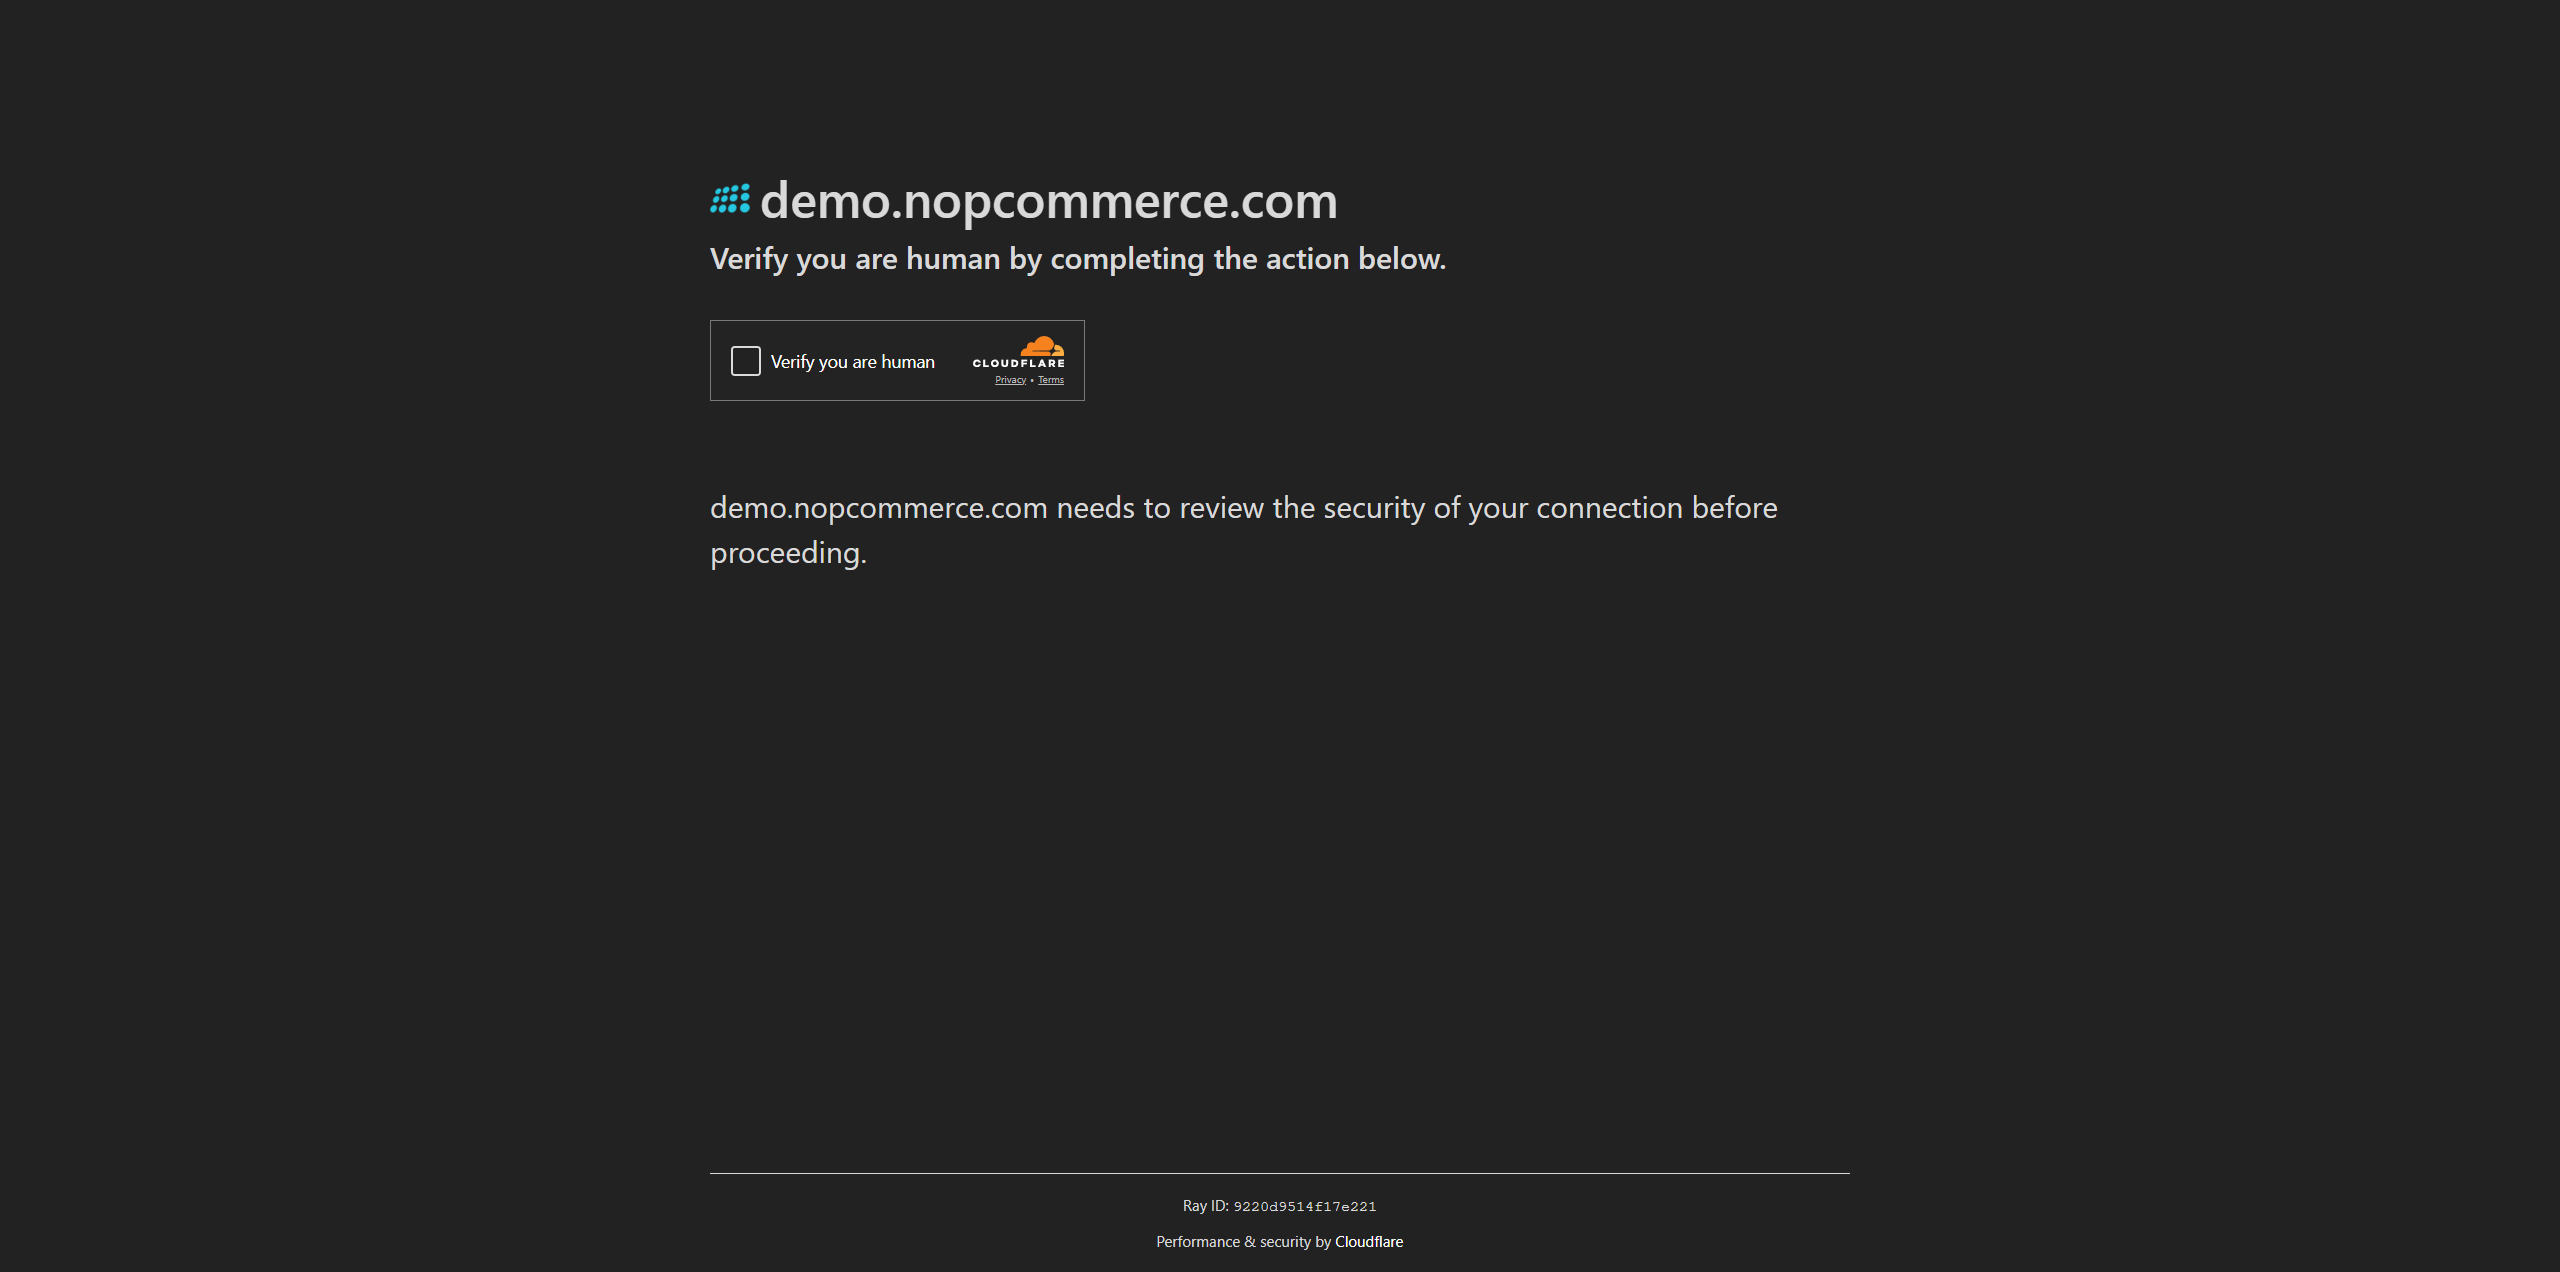 demo.nopcommerce.com
Verify you are human by completing the action below.
Verify you are human
CLOUDFLARE
Privacy • Terms
demo.nopcommerce.com needs to review the security of your connection before
proceeding.
Ray ID: 9220d9514f17e221
Performance & security by Cloudflare